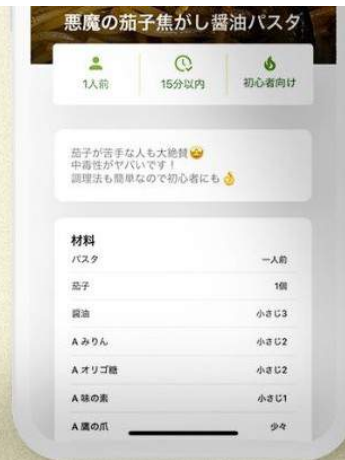 悪魔の茄子焦がし醤油パスタ
1人前
15分以内
初心者向け
茄子が苦手な人も大絶賛🤩
中毒性がヤバいです！
調理法も簡単なので初心者にも👌
材料
パスタ 一人前
茄子 1個
醤油 小さじ3
A みりん 小さじ2
A オリゴ糖 小さじ2
A 味の素 小さじ1
A 鷹の爪 少々